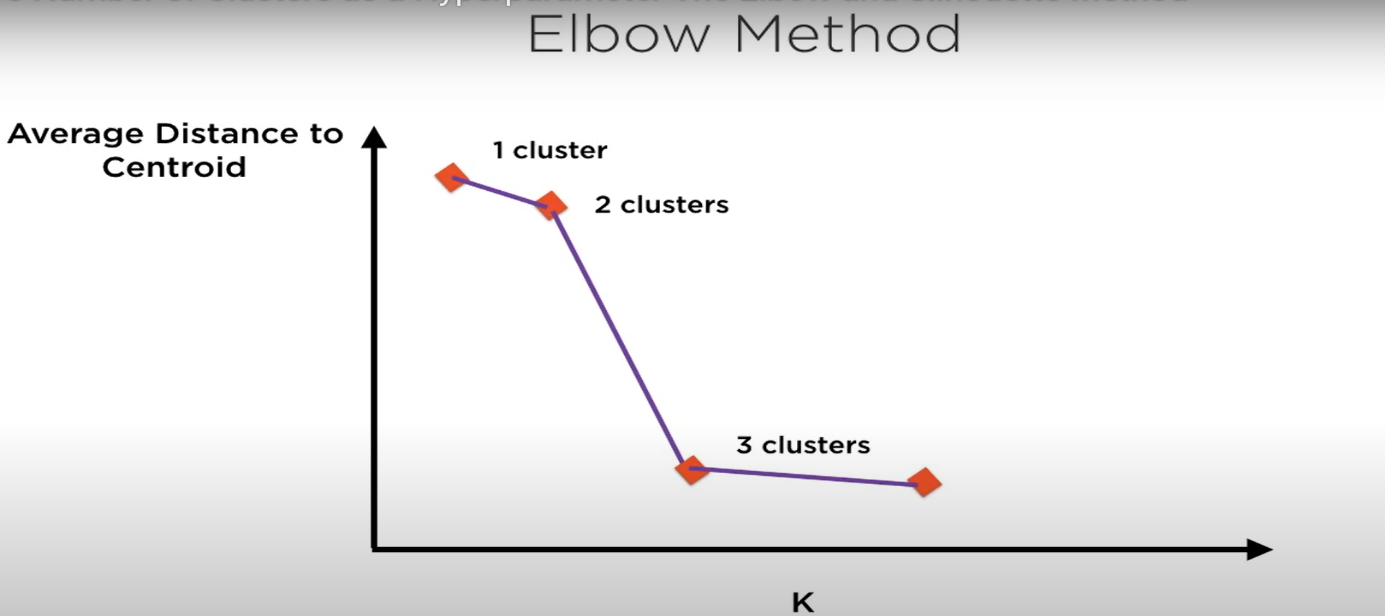 Elbow Method
Average Distance to
Centroid
1 cluster
2 clusters
3 clusters
K